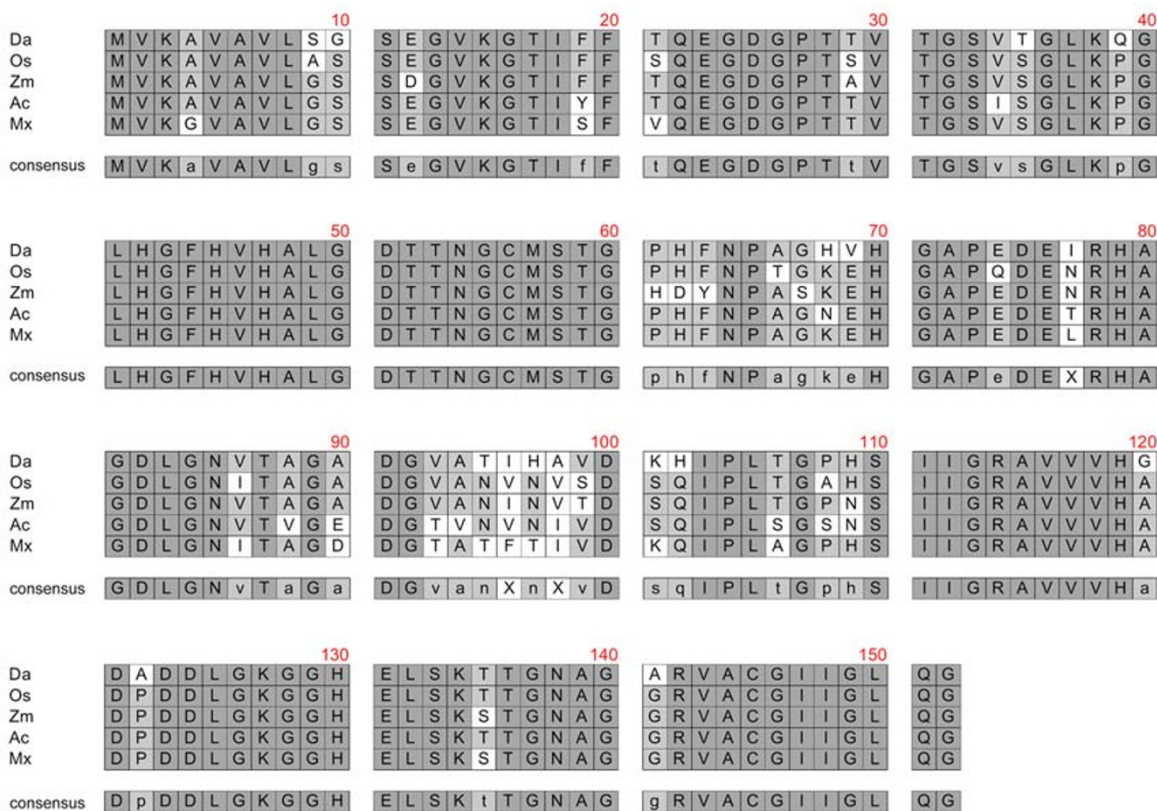 10 20 30 40
Da M V K A V A V L S G S E G V K G T I F F T Q E G D G P T T V T G S V T G L K Q G
Os M V K A V A V L A S S E G V K G T I F F S Q E G D G P T S V T G S V S G L K P G
Zm M V K A V A V L G S S D G V K G T I F F T Q E G D G P T A V T G S V S G L K P G
Ac M V K A V A V L G S S E G V K G T I Y F T Q E G D G P T T V T G S I S G L K P G
Mx M V K G V A V L G S S E G V K G T I S F V Q E G D G P T T V T G S V S G L K P G
consensus M V K a V A V L g s S e G V K G T I f F t Q E G D G P T t V T G S v s G L K p G
50 60 70 80
Da L H G F H V H A L G D T T N G C M S T G P H F N P A G H V H G A P E D E I R H A
Os L H G F H V H A L G D T T N G C M S T G P H F N P T G K E H G A P Q D E N R H A
Zm L H G F H V H A L G D T T N G C M S T G H D Y N P A S K E H G A P E D E N R H A
Ac L H G F H V H A L G D T T N G C M S T G P H F N P A G N E H G A P E D E T R H A
Mx L H G F H V H A L G D T T N G C M S T G P H F N P A G K E H G A P E D E L R H A
consensus L H G F H V H A L G D T T N G C M S T G p h f N P a g k e H G A P e D E X R H A
90 100 110 120
Da G D L G N V T A G A D G V A T I H A V D K H I P L T G P H S I I G R A V V V H G
Os G D L G N I T A G A D G V A N V N V S D S Q I P L T G A H S I I G R A V V V H A
Zm G D L G N V T A G A D G V A N I N V T D S Q I P L T G P N S I I G R A V V V H A
Ac G D L G N V T V G E D G T V N V N I V D S Q I P L S G S N S I I G R A V V V H A
Mx G D L G N I T A G D D G T A T F T I V D K Q I P L A G P H S I I G R A V V V H A
consensus G D L G N v T a G a D G v a n X n X v D s q I P L t G p h S I I G R A V V V H a
130 140 150
Da D A D D L G K G G H E L S K T T G N A G A R V A C G I I G L Q G
Os D P D D L G K G G H E L S K T T G N A G G R V A C G I I G L Q G
Zm D P D D L G K G G H E L S K S T G N A G G R V A C G I I G L Q G
Ac D P D D L G K G G H E L S K T T G N A G G R V A C G I I G L Q G
Mx D P D D L G K G G H E L S K S T G N A G G R V A C G I I G L Q G
consensus D p D D L G K G G H E L S K t T G N A G g R V A C G I I G L Q G